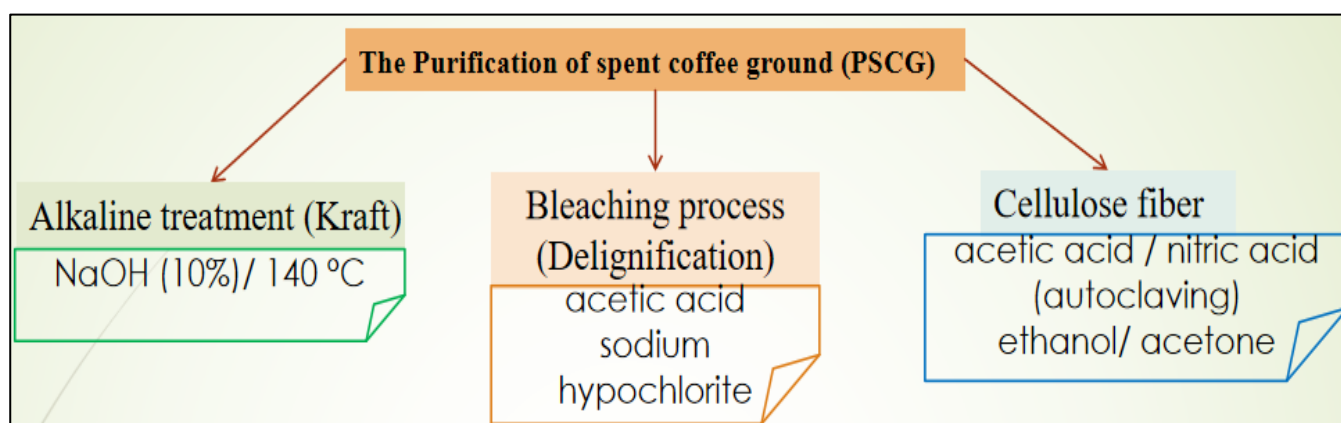 The Purification of spent coffee ground (PSCG)
Alkaline treatment (Kraft)
NaOH (10%)/ 140 ºC
Bleaching process
(Delignification)
acetic acid
sodium
hypochlorite
Cellulose fiber
acetic acid / nitric acid
(autoclaving)
ethanol/ acetone